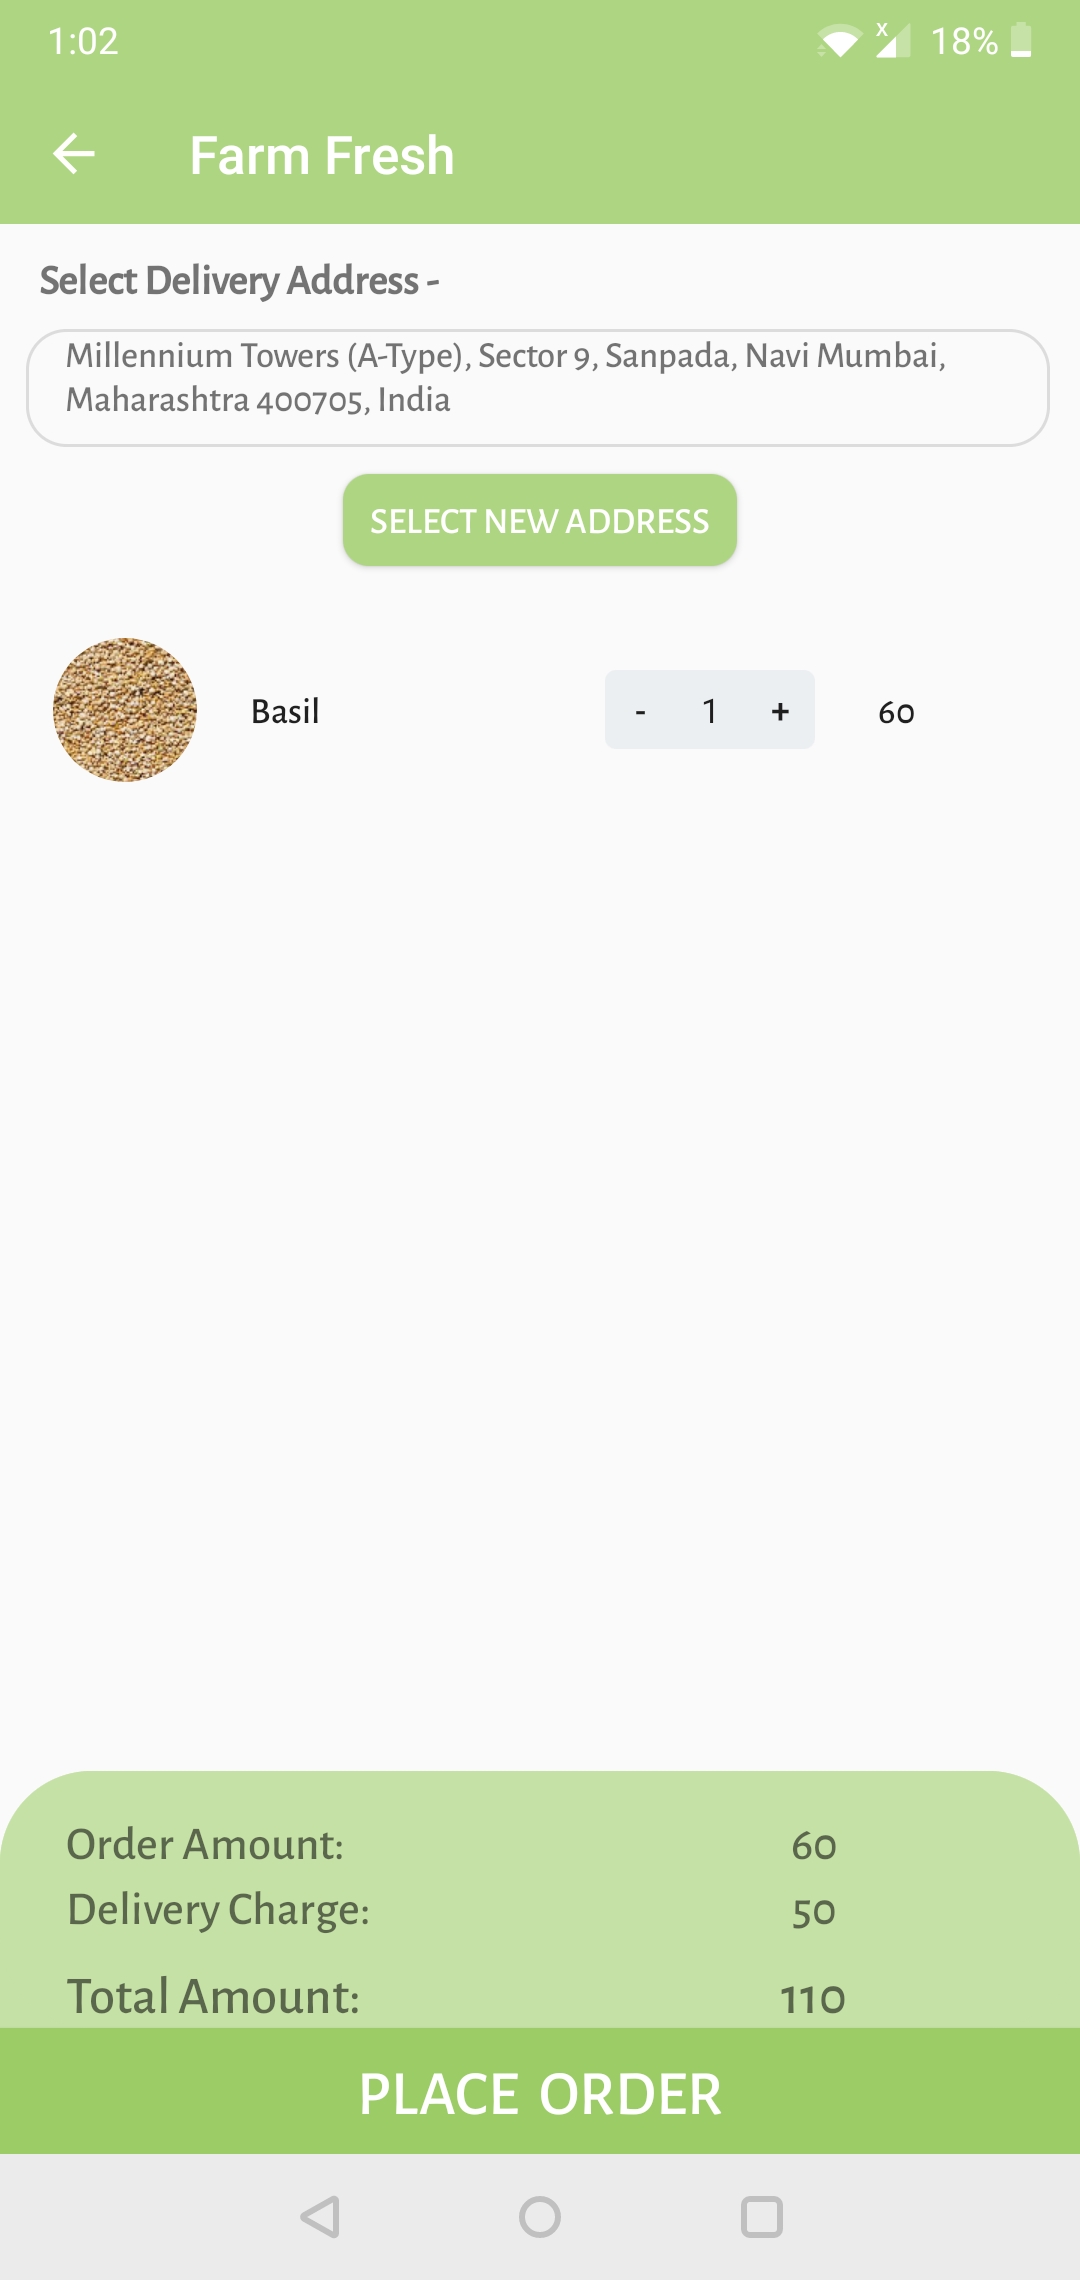 1:02
x
18%
Farm Fresh
Select Delivery Address -
Millennium Towers (A-Type), Sector 9, Sanpada, Navi Mumbai,
Maharashtra 400705, India
SELECT NEW ADDRESS
Basil - 1 + 60
Order Amount: 60
Delivery Charge: 50
Total Amount: 110
PLACE ORDER